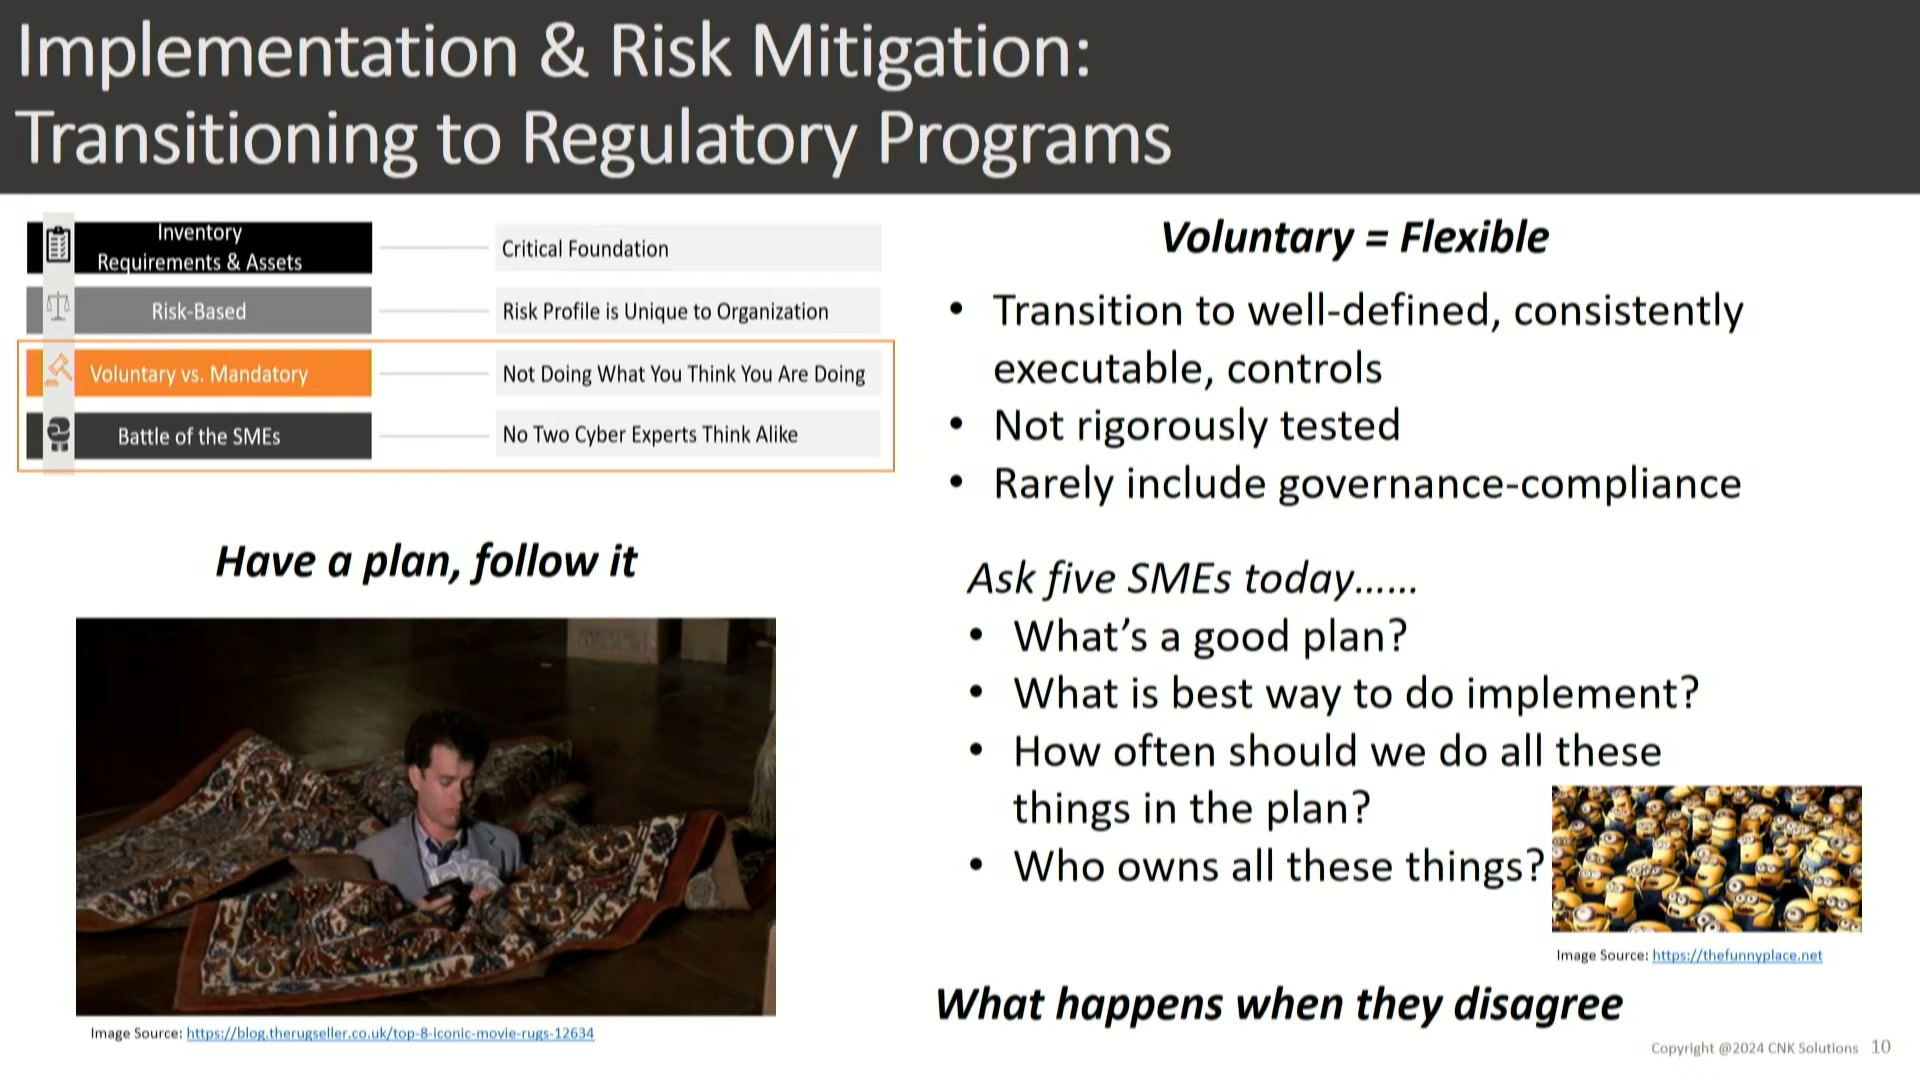 Implementation & Risk Mitigation:
Transitioning to Regulatory Programs
Inventory
Requirements & Assets
Critical Foundation
Risk-Based
Risk Profile is Unique to Organization
Voluntary vs. Mandatory
Not Doing What You Think You Are Doing
Battle of the SMEs
No Two Cyber Experts Think Alike
Have a plan, follow it
Image Source: https://blog.therugseller.co.uk/top-8-iconic-movie-rugs-12634
Voluntary = Flexible
• Transition to well-defined, consistently
executable, controls
• Not rigorously tested
• Rarely include governance-compliance
Ask five SMEs today......
• What’s a good plan?
• What is best way to do implement?
• How often should we do all these
things in the plan?
• Who owns all these things?
Image Source: https://thefunnyplace.net
What happens when they disagree
Copyright @2024 CNK Solutions 10